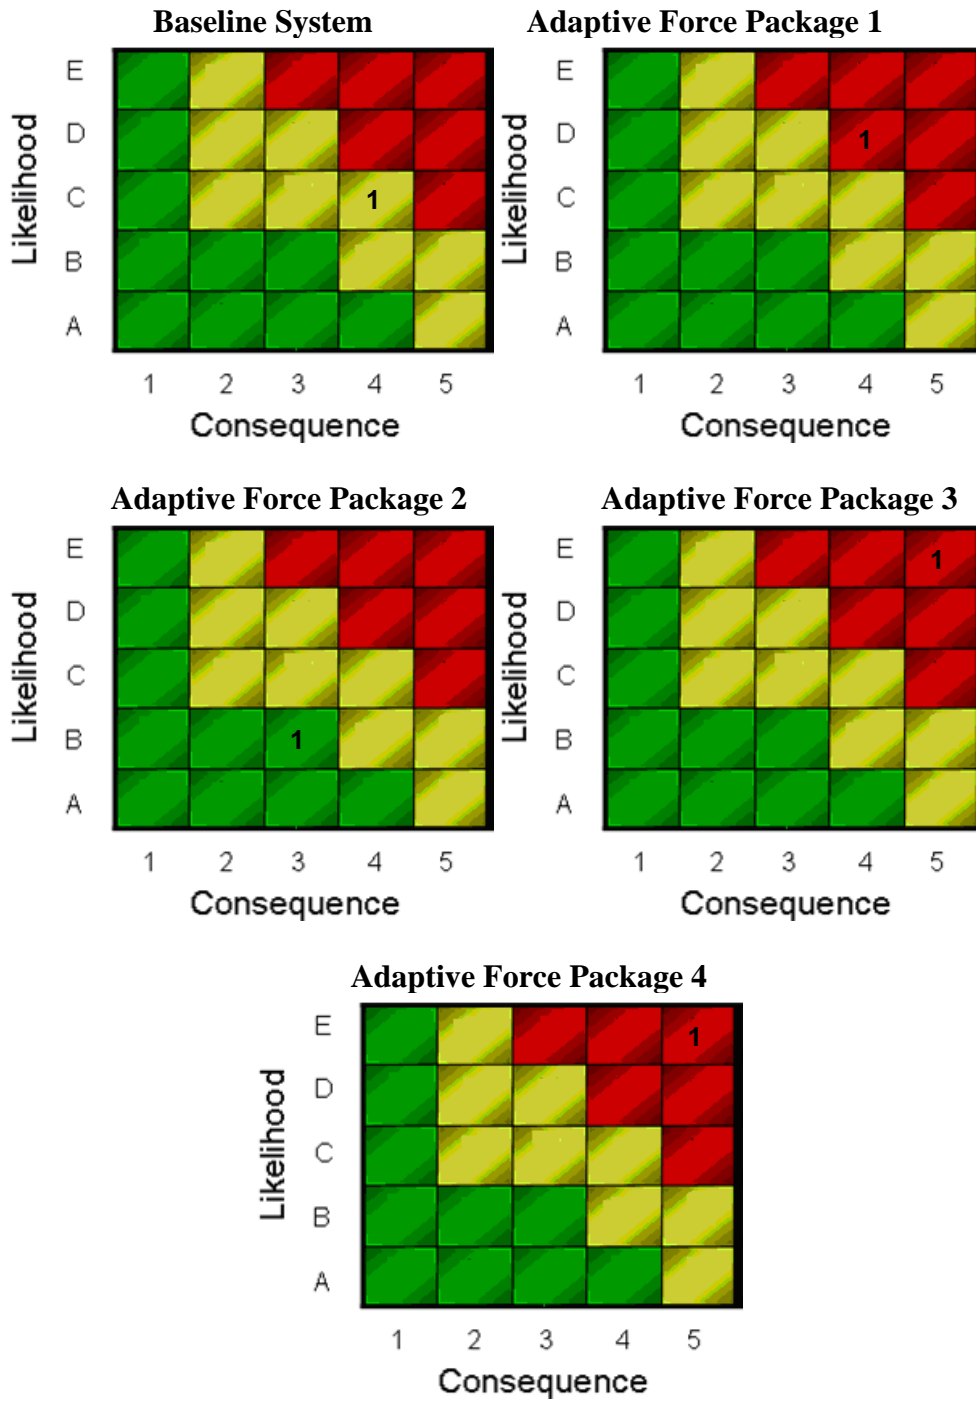 Baseline System
Adaptive Force Package 1
Likelihood
E
D
C
1
B
A
1 2 3 4 5
Consequence
Likelihood
E
D
1
C
B
A
1 2 3 4 5
Consequence
Adaptive Force Package 2
Adaptive Force Package 3
Likelihood
E
D
C
B
1
A
1 2 3 4 5
Consequence
Likelihood
E
1
D
C
B
A
1 2 3 4 5
Consequence
Adaptive Force Package 4
Likelihood
E
1
D
C
B
A
1 2 3 4 5
Consequence